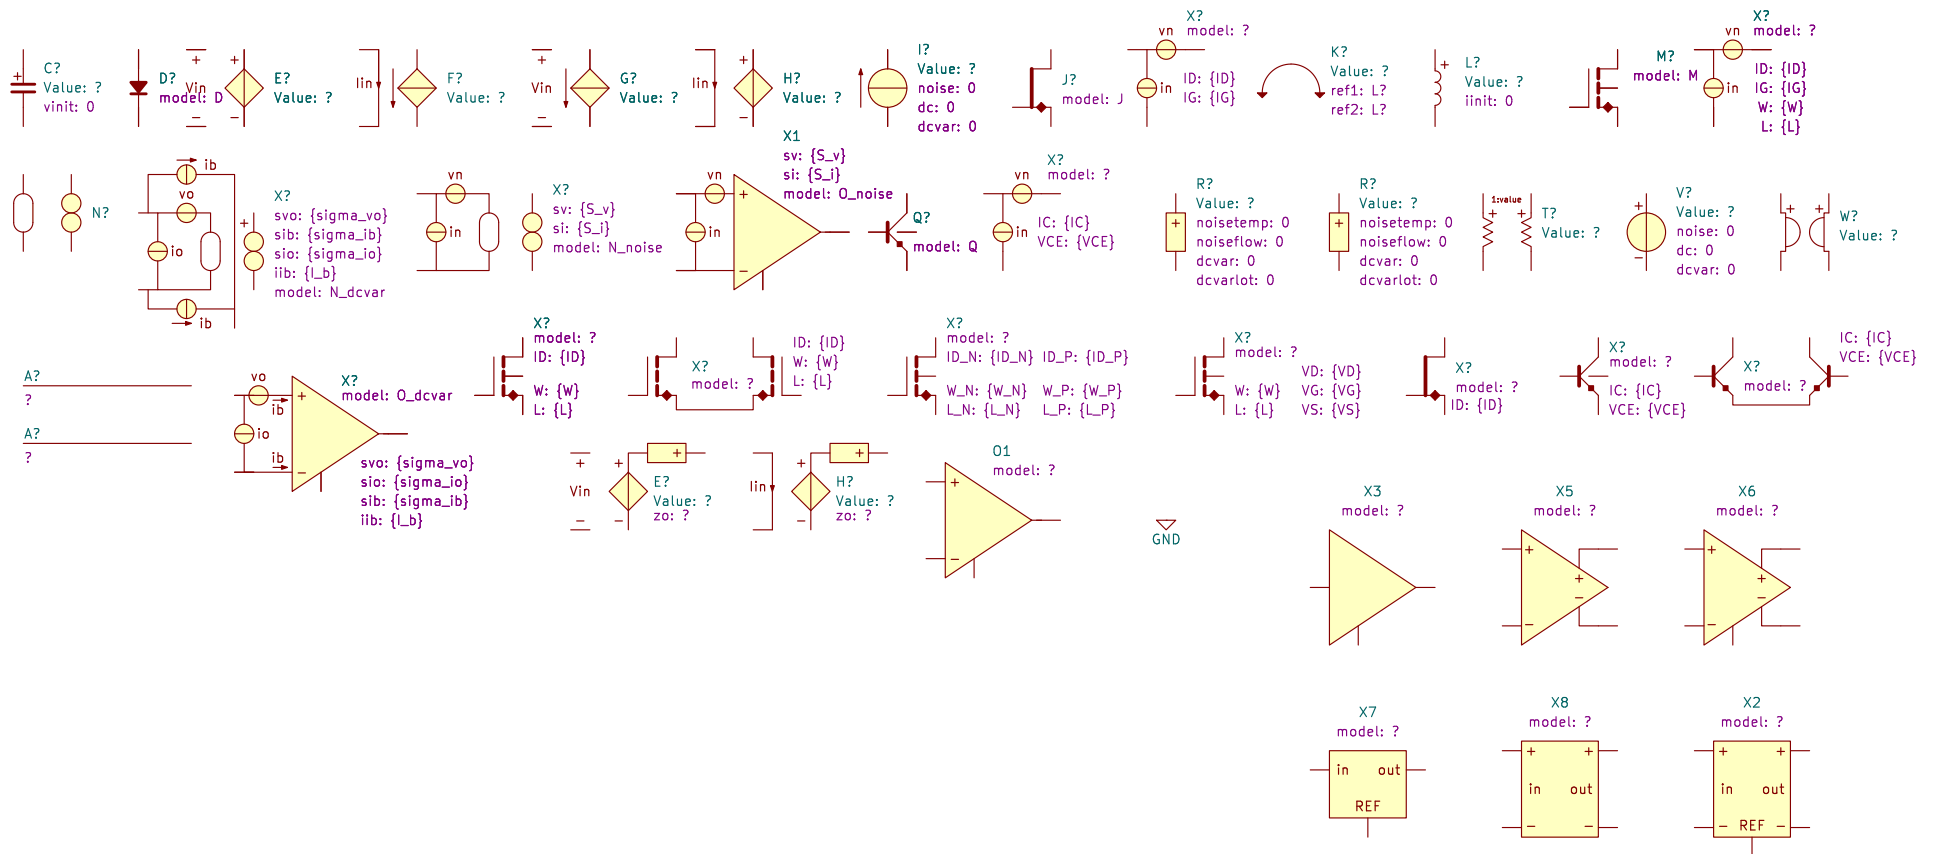 C?
Value: ?
vinit: 0
+
D?
model: D
+
Vin
−
+
−
E?
Value: ?
Iin
F?
Value: ?
+
Vin
−
G?
Value: ?
Iin
+
−
H?
Value: ?
I?
Value: ?
noise: 0
dc: 0
dcvar: 0
J?
model: J
X?
model: ?
vn
in
ID: {ID}
IG: {IG}
K?
Value: ?
ref1: L?
ref2: L?
+
L?
Value: ?
iinit: 0
M?
model: M
X?
model: ?
vn
in
ID: {ID}
IG: {IG}
W: {W}
L: {L}
N?
ib
vo
io
ib
+
X?
svo: {sigma_vo}
sib: {sigma_ib}
sio: {sigma_io}
iib: {I_b}
model: N_dcvar
vn
in
X?
sv: {S_v}
si: {S_i}
model: N_noise
X1
sv: {S_v}
si: {S_i}
model: O_noise
vn
in
+
−
Q?
model: Q
X?
model: ?
vn
in
IC: {IC}
VCE: {VCE}
R?
Value: ?
noisetemp: 0
noiseflow: 0
dcvar: 0
dcvarlot: 0
+
R?
Value: ?
noisetemp: 0
noiseflow: 0
dcvar: 0
dcvarlot: 0
+
1:value
+ +
T?
Value: ?
+
−
V?
Value: ?
noise: 0
dc: 0
dcvar: 0
+ +
W?
Value: ?
A?
?
A?
?
vo
ib
io
ib
+
−
X?
model: O_dcvar
svo: {sigma_vo}
sio: {sigma_io}
sib: {sigma_ib}
iib: {I_b}
X?
model: ?
ID: {ID}
W: {W}
L: {L}
X?
model: ?
ID: {ID}
W: {W}
L: {L}
X?
model: ?
ID_N: {ID_N} ID_P: {ID_P}
W_N: {W_N} W_P: {W_P}
L_N: {L_N} L_P: {L_P}
X?
model: ?
VD: {VD}
W: {W} VG: {VG}
L: {L} VS: {VS}
X?
model: ?
ID: {ID}
X?
model: ?
IC: {IC}
VCE: {VCE}
X?
model: ?
IC: {IC}
VCE: {VCE}
+
Vin
−
+
−
+
E?
Value: ?
zo: ?
Iin
+
−
+
H?
Value: ?
zo: ?
O1
model: ?
+
−
GND
X3
model: ?
X5
model: ?
+
+
−
−
X6
model: ?
+
+
−
−
X7
model: ?
in out
REF
X8
model: ?
+ +
in out
− −
X2
model: ?
+ +
in out
− REF −